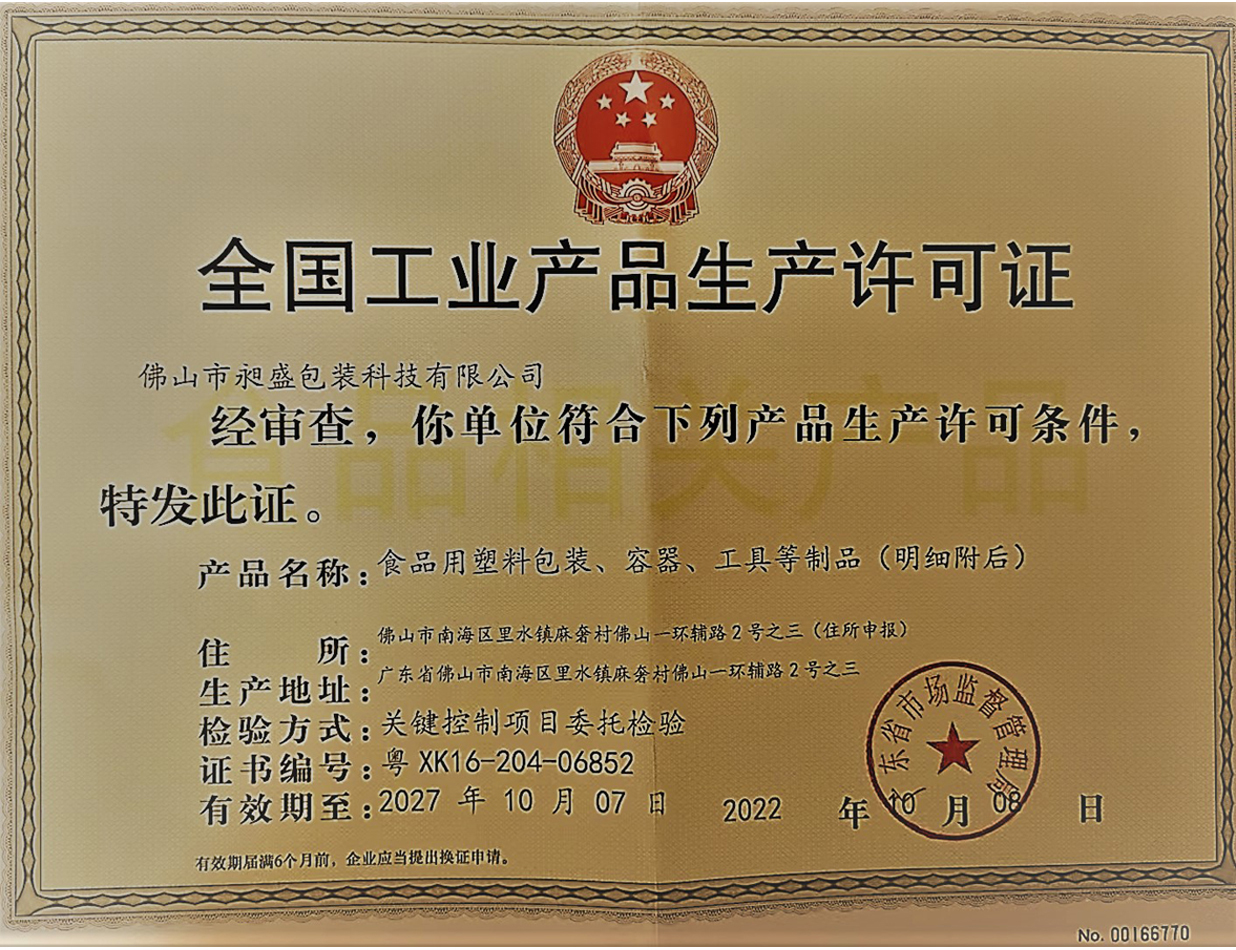 全国工业产品生产许可证
佛山市昶盛包装科技有限公司
食品相关产品
经审查，你单位符合下列产品生产许可条件，
特发此证。
产品名称：食品用塑料包装、容器、工具等制品（明细附后）
住 所：佛山市南海区里水镇麻奢村佛山一环辅路2号之三（住所申报）
生产地址：广东省佛山市南海区里水镇麻奢村佛山一环辅路2号之三
检验方式：关键控制项目委托检验
证书编号：粤 XK16-204-06852
有效期至：2027 年 10 月 07 日
广东省市场监督管理局
2022 年 10 月 08 日
有效期届满6个月前，企业应当提出换证申请。
No. 00166770